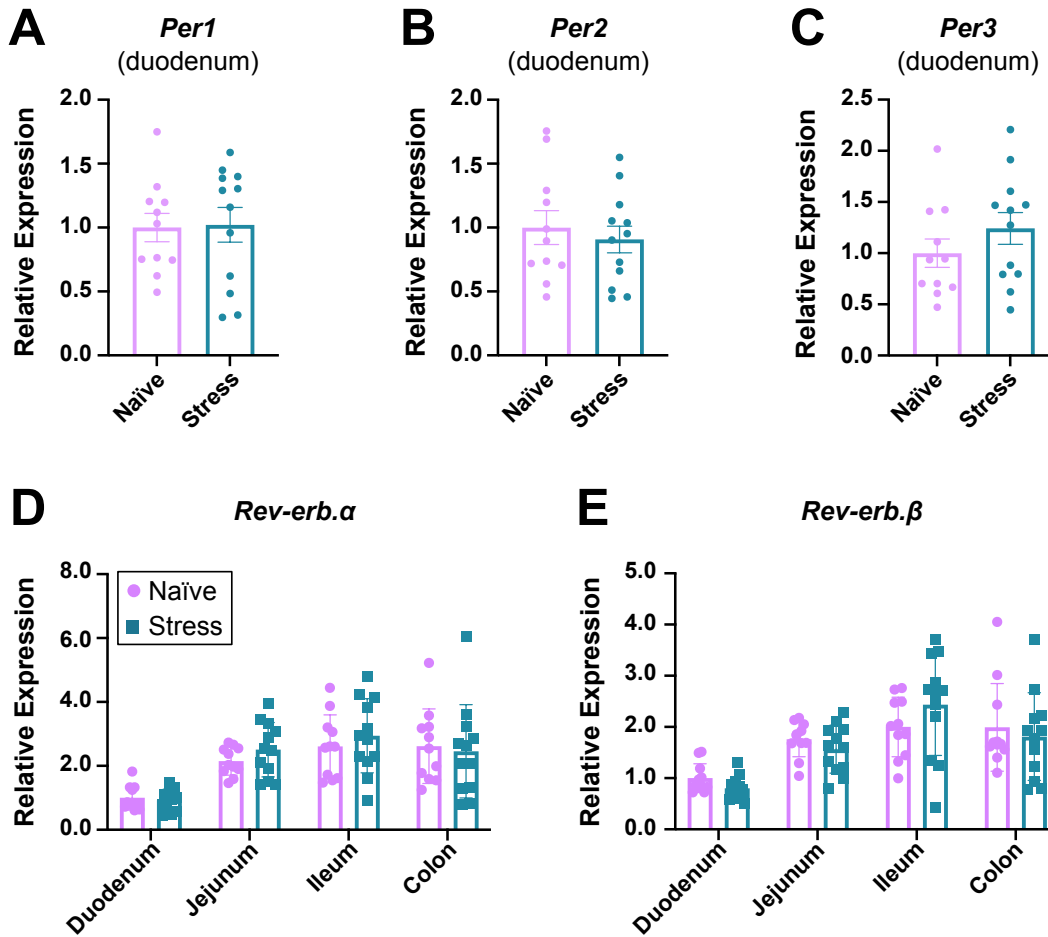 A
Per1
(duodenum)
Relative Expression
2.0
1.5
1.0
0.5
0.0
Naïve
Stress
B
Per2
(duodenum)
Relative Expression
2.0
1.5
1.0
0.5
0.0
Naïve
Stress
C
Per3
(duodenum)
Relative Expression
2.5
2.0
1.5
1.0
0.5
0.0
Naïve
Stress
D
Rev-erb.α
Relative Expression
8.0
6.0
4.0
2.0
0.0
Naïve
Stress
Duodenum
Jejunum
Ileum
Colon
E
Rev-erb.β
Relative Expression
5.0
4.0
3.0
2.0
1.0
0.0
Duodenum
Jejunum
Ileum
Colon